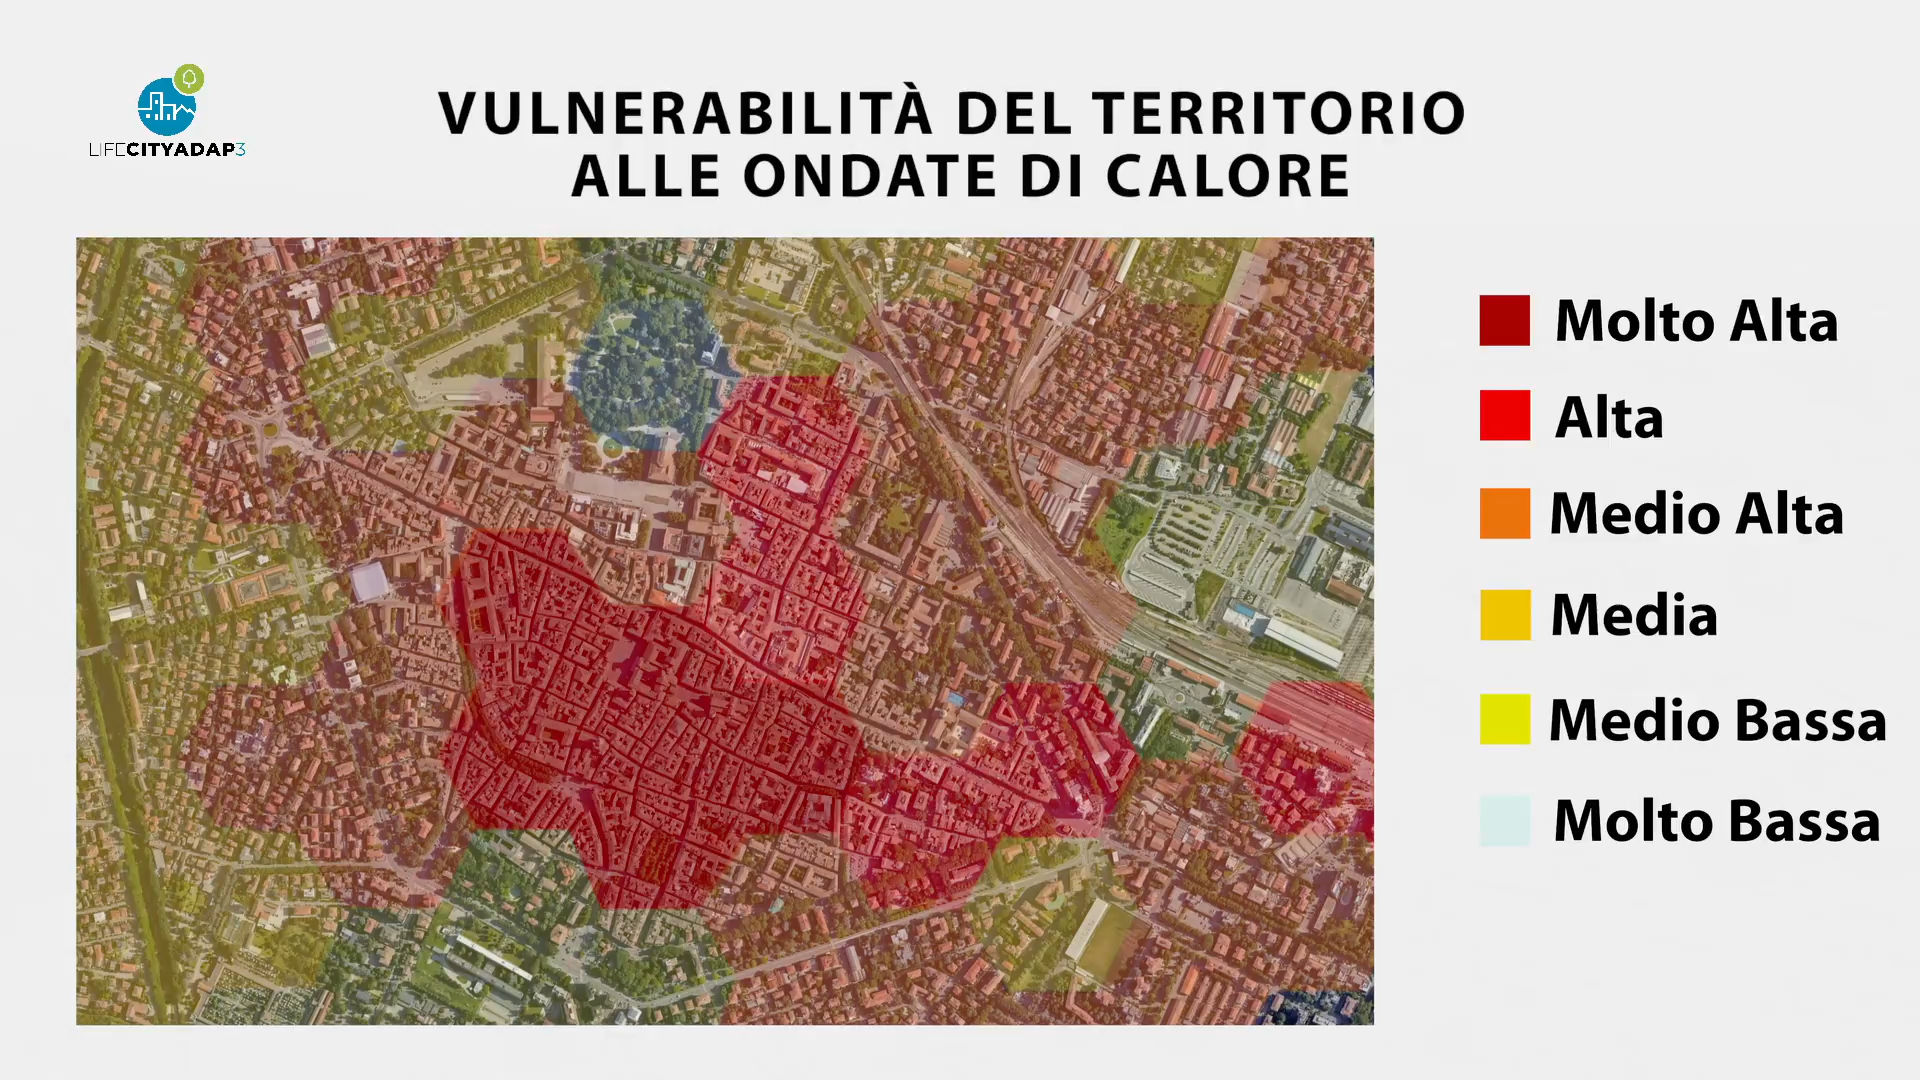 LIFECITYADAP3
VULNERABILITÀ DEL TERRITORIO
ALLE ONDATE DI CALORE
Molto Alta
Alta
Medio Alta
Media
Medio Bassa
Molto Bassa